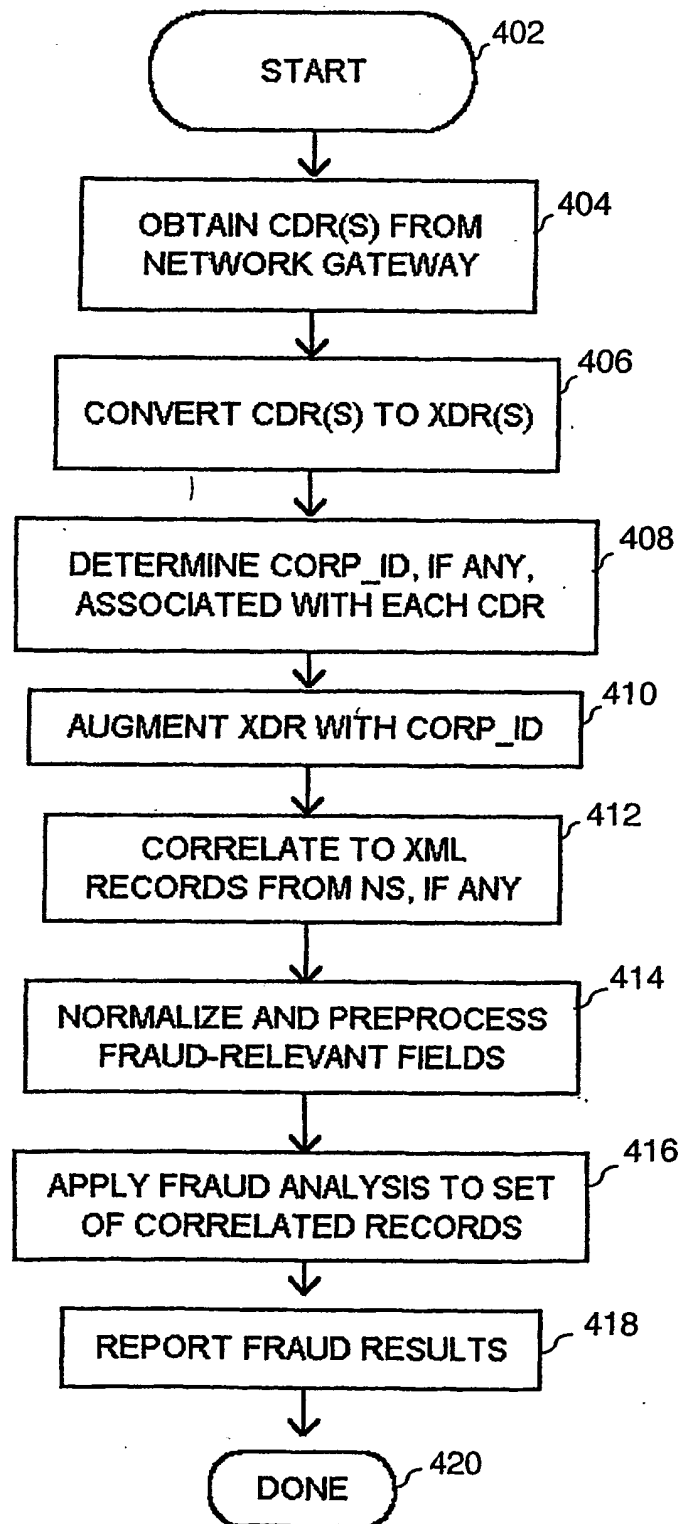 START
402
OBTAIN CDR(S) FROM
NETWORK GATEWAY
404
CONVERT CDR(S) TO XDR(S)
406
DETERMINE CORP_ID, IF ANY,
ASSOCIATED WITH EACH CDR
408
AUGMENT XDR WITH CORP_ID
410
CORRELATE TO XML
RECORDS FROM NS, IF ANY
412
NORMALIZE AND PREPROCESS
FRAUD-RELEVANT FIELDS
414
APPLY FRAUD ANALYSIS TO SET
OF CORRELATED RECORDS
416
REPORT FRAUD RESULTS
418
DONE
420